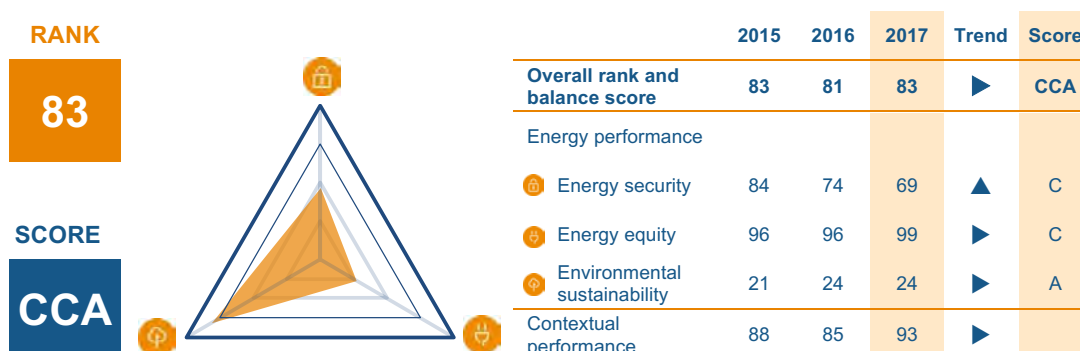 RANK
83
SCORE
CCA
2015 2016 2017 Trend Score
Overall rank and
balance score 83 81 83 CCA
Energy performance
Energy security 84 74 69 C
Energy equity 96 96 99 C
Environmental
sustainability 21 24 24 A
Contextual
performance 88 85 93